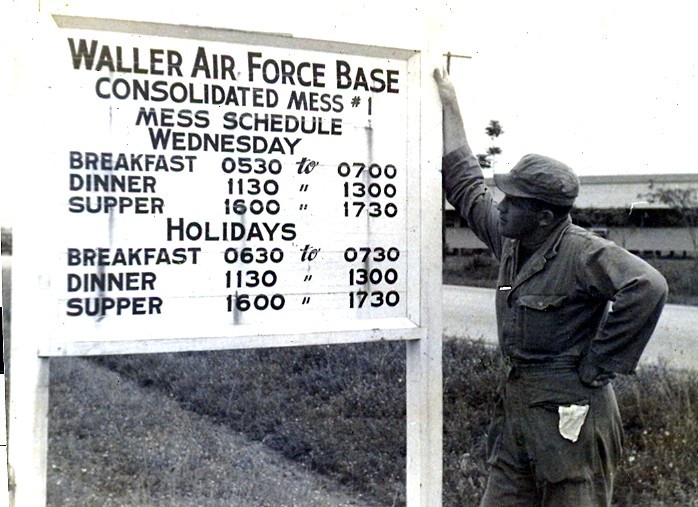 WALLER AIR FORCE BASE
CONSOLIDATED MESS #1
MESS SCHEDULE
WEDNESDAY
BREAKFAST 0530 to 0700
DINNER 1130 " 1300
SUPPER 1600 " 1730
HOLIDAYS
BREAKFAST 0630 to 0730
DINNER 1130 " 1300
SUPPER 1600 " 1730